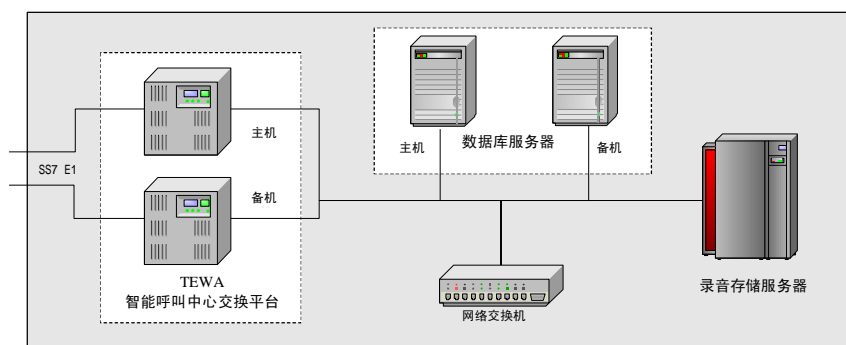 SS7 E1
主机
备机
TEWA
智能呼叫中心交换平台
主机
数据库服务器
备机
网络交换机
录音存储服务器